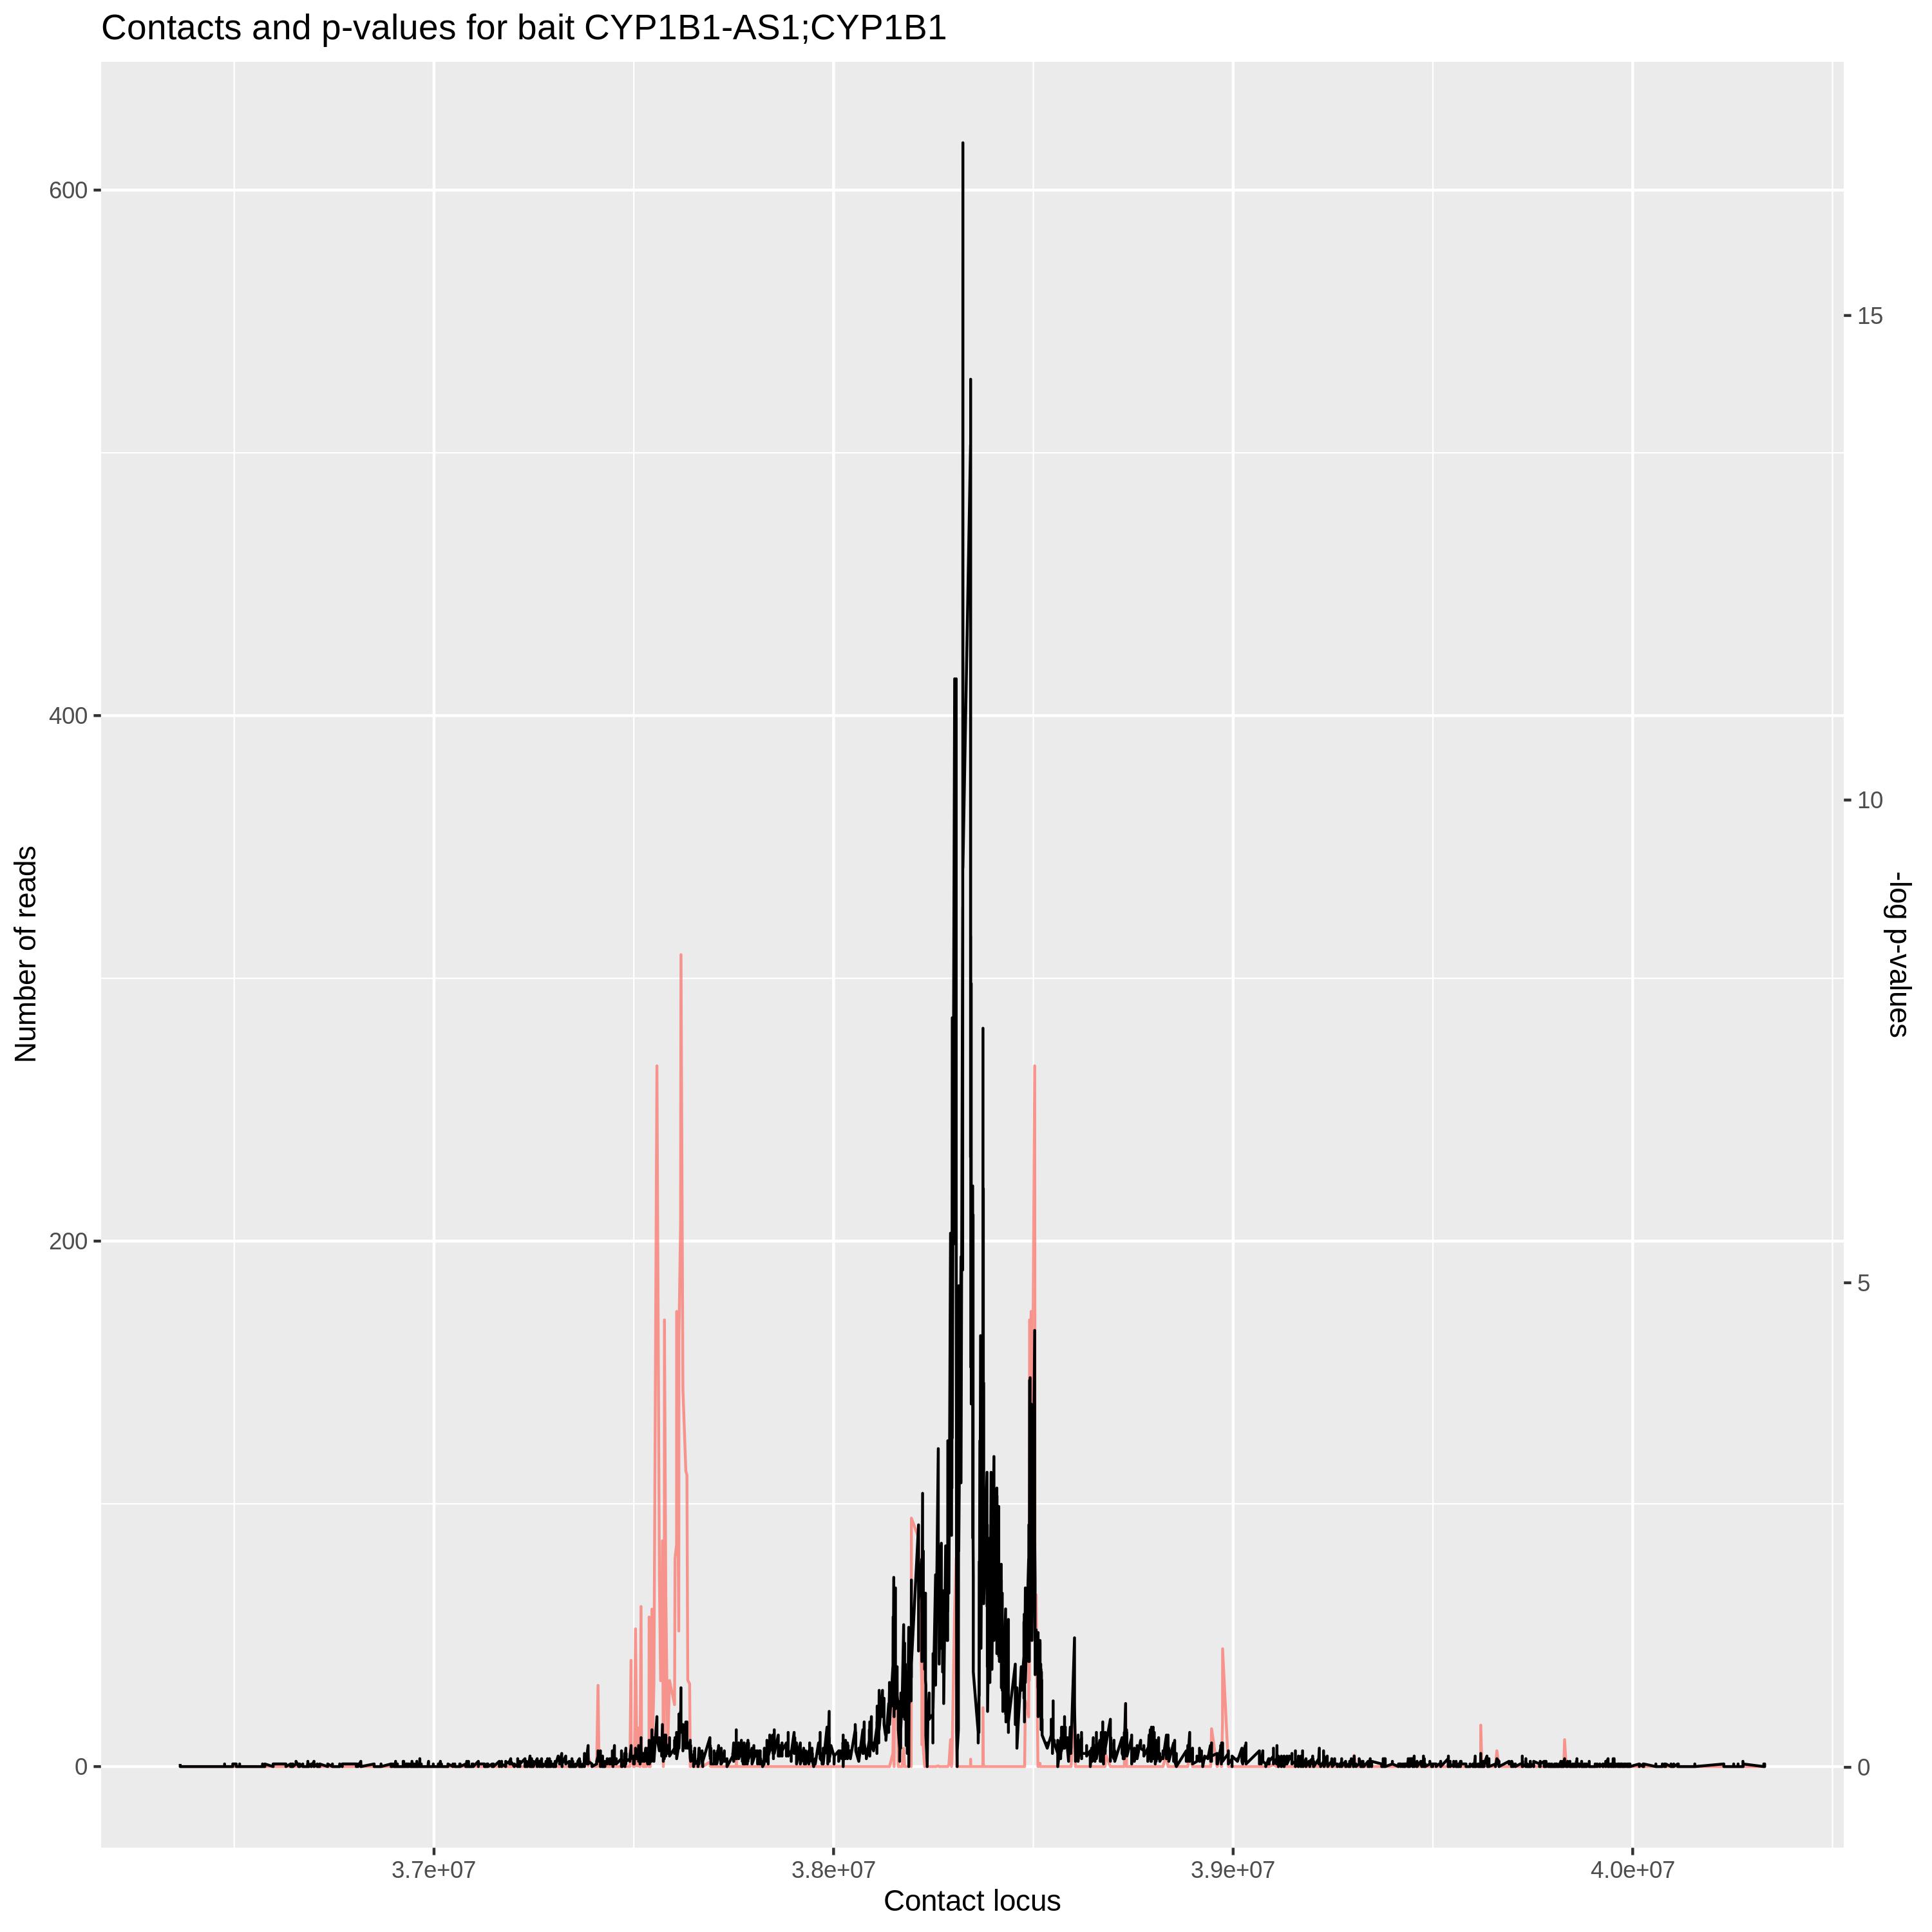 Contacts and p-values for bait CYP1B1-AS1;CYP1B1
600
400
200
0
Number of reads
15
10
5
0
-log p-values
3.7e+07
3.8e+07
3.9e+07
4.0e+07
Contact locus